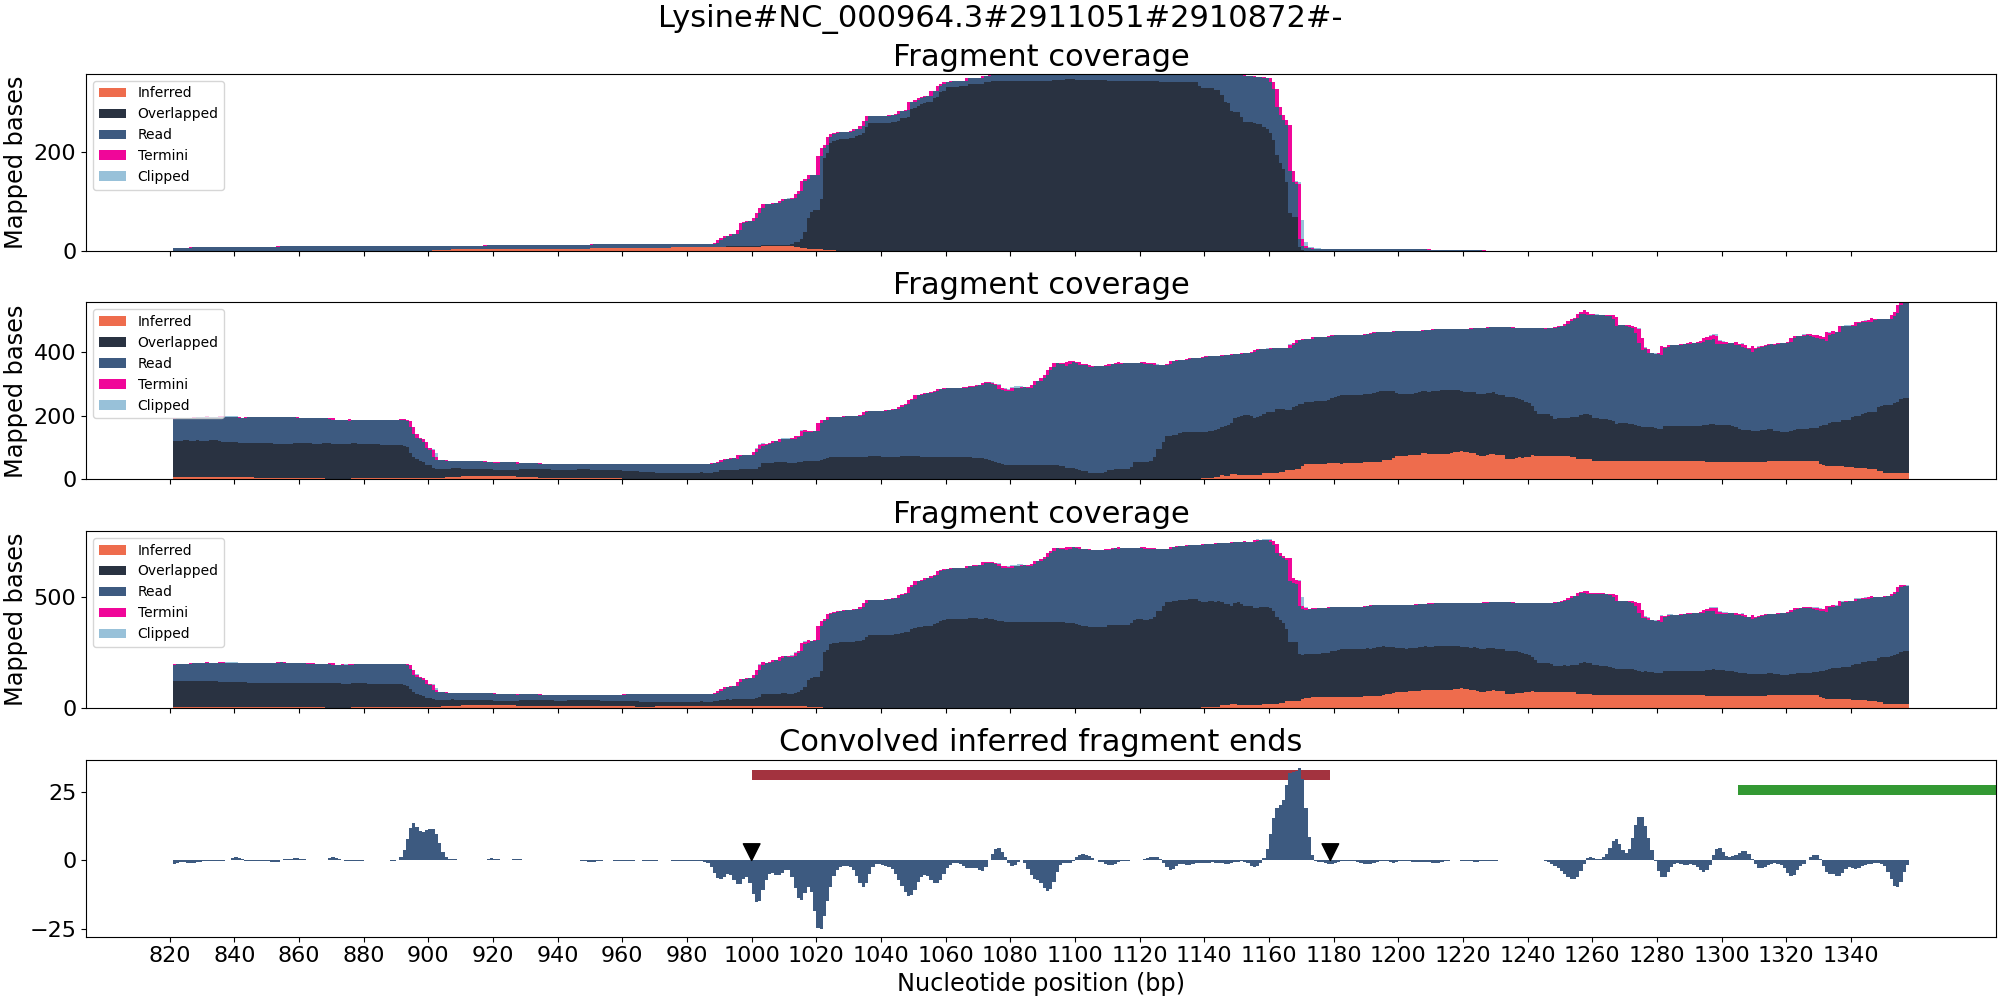 Lysine#NC_000964.3#2911051#2910872#-
Fragment coverage
Mapped bases
200
0
Inferred
Overlapped
Read
Termini
Clipped
Fragment coverage
Mapped bases
400
200
0
Inferred
Overlapped
Read
Termini
Clipped
Fragment coverage
Mapped bases
500
0
Inferred
Overlapped
Read
Termini
Clipped
Convolved inferred fragment ends
25
0
−25
820 840 860 880 900 920 940 960 980 1000 1020 1040 1060 1080 1100 1120 1140 1160 1180 1200 1220 1240 1260 1280 1300 1320 1340
Nucleotide position (bp)